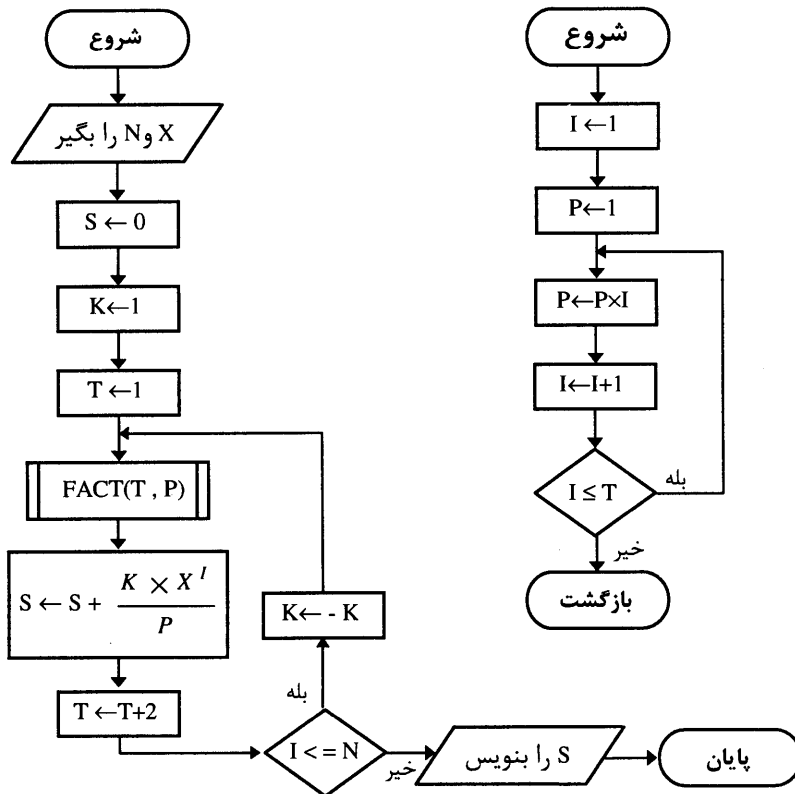 شروع
X و N را بگیر
S ← 0
K←1
T ←1
FACT(T , P)
S ← S + K × X^I / P
T ←T+2
I < = N
بله
K← - K
خیر
S را بنویس
پایان
شروع
I ←1
P←1
P←P×I
I←I+1
I ≤ T
بله
خیر
بازگشت